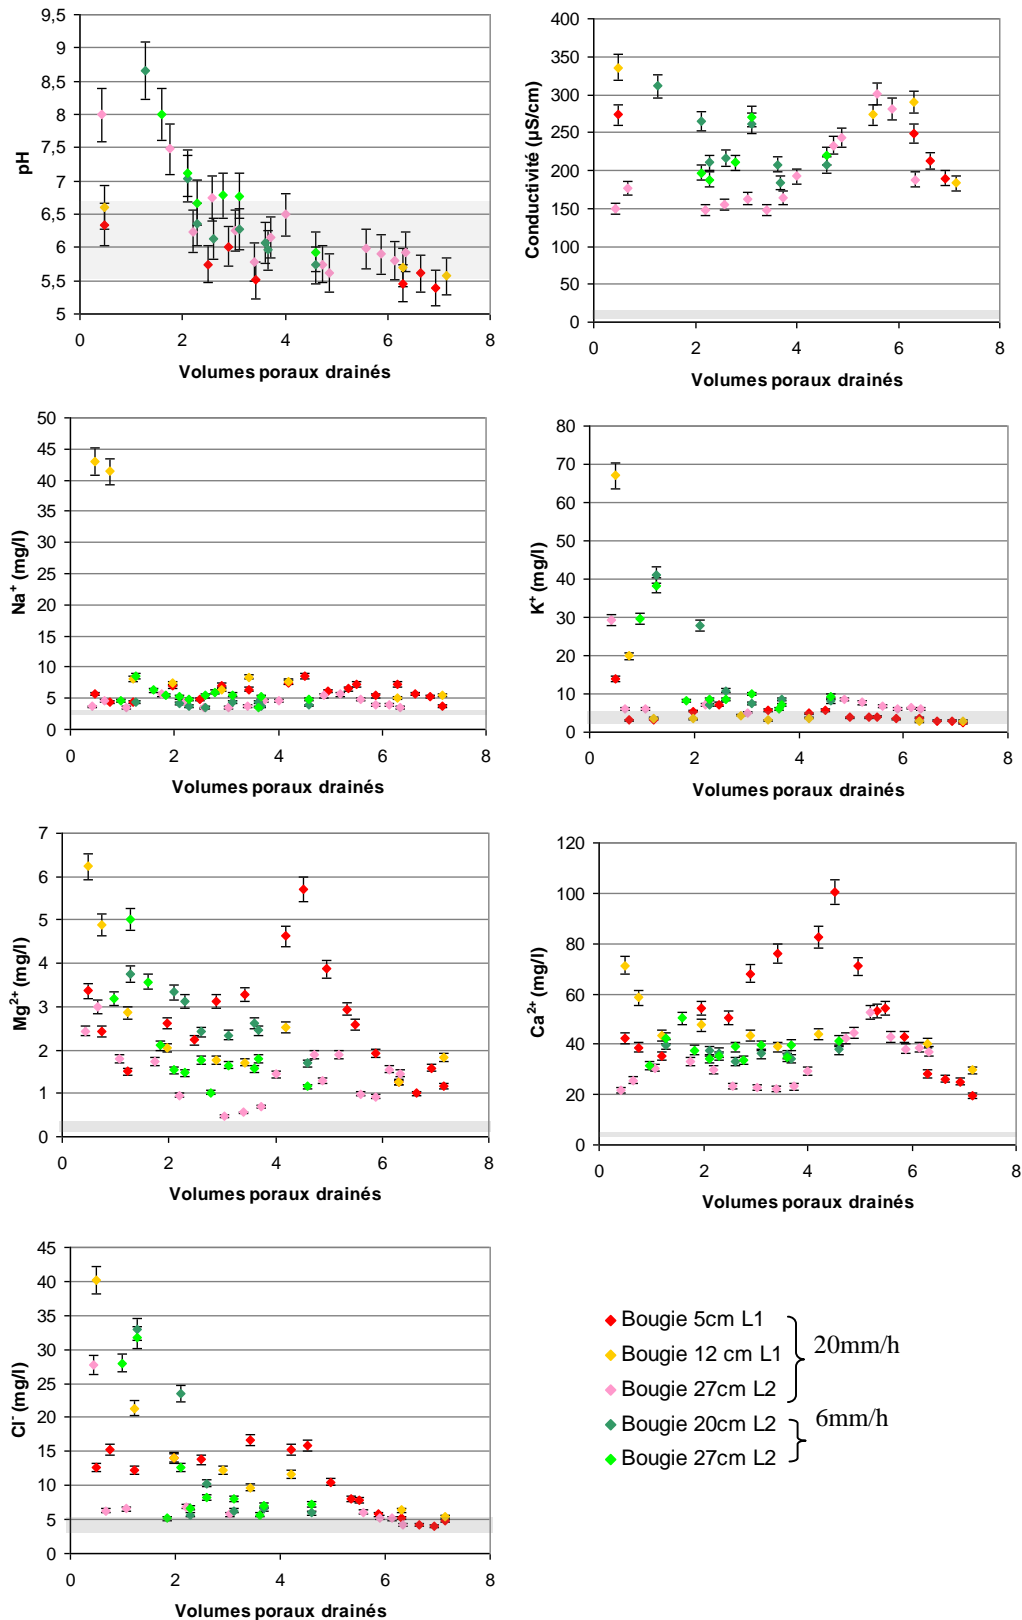 9,5
9
8,5
8
7,5
7
6,5
6
5,5
5
pH
0 2 4 6 8
Volumes poraux drainés
400
350
300
250
200
150
100
50
0
Conductivité (µS/cm)
0 2 4 6 8
Volumes poraux drainés
50
45
40
35
30
25
20
15
10
5
0
Na⁺ (mg/l)
0 2 4 6 8
Volumes poraux drainés
80
70
60
50
40
30
20
10
0
K⁺ (mg/l)
0 2 4 6 8
Volumes poraux drainés
7
6
5
4
3
2
1
0
Mg²⁺ (mg/l)
0 2 4 6 8
Volumes poraux drainés
120
100
80
60
40
20
0
Ca²⁺ (mg/l)
0 2 4 6 8
Volumes poraux drainés
45
40
35
30
25
20
15
10
5
0
Cl⁻ (mg/l)
0 2 4 6 8
Volumes poraux drainés
Bougie 5cm L1
Bougie 12 cm L1
Bougie 27cm L2
20mm/h
Bougie 20cm L2
Bougie 27cm L2
6mm/h